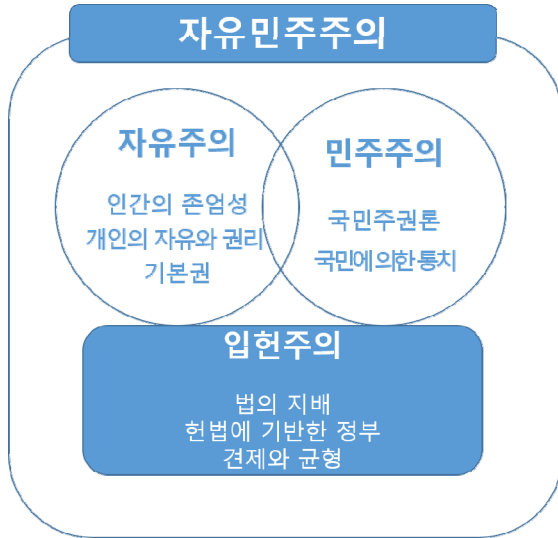 자유민주주의
자유주의
인간의 존엄성
개인의 자유와 권리
기본권
민주주의
국민주권론
국민에의한통치
입헌주의
법의 지배
헌법에 기반한 정부
견제와 균형